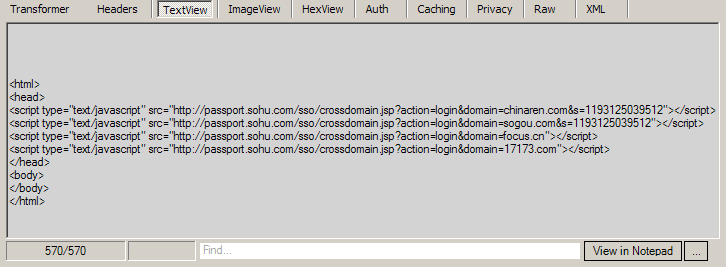 Transformer Headers TextView ImageView HexView Auth Caching Privacy Raw XML
<html>
<head>
<script type="text/javascript" src="http://passport.sohu.com/sso/crossdomain.jsp?action=login&domain=chinaren.com&s=1193125039512"></script>
<script type="text/javascript" src="http://passport.sohu.com/sso/crossdomain.jsp?action=login&domain=sogou.com&s=1193125039512"></script>
<script type="text/javascript" src="http://passport.sohu.com/sso/crossdomain.jsp?action=login&domain=focus.cn"></script>
<script type="text/javascript" src="http://passport.sohu.com/sso/crossdomain.jsp?action=login&domain=17173.com"></script>
</head>
<body>
</body>
</html>
570/570 Find... View in Notepad ...